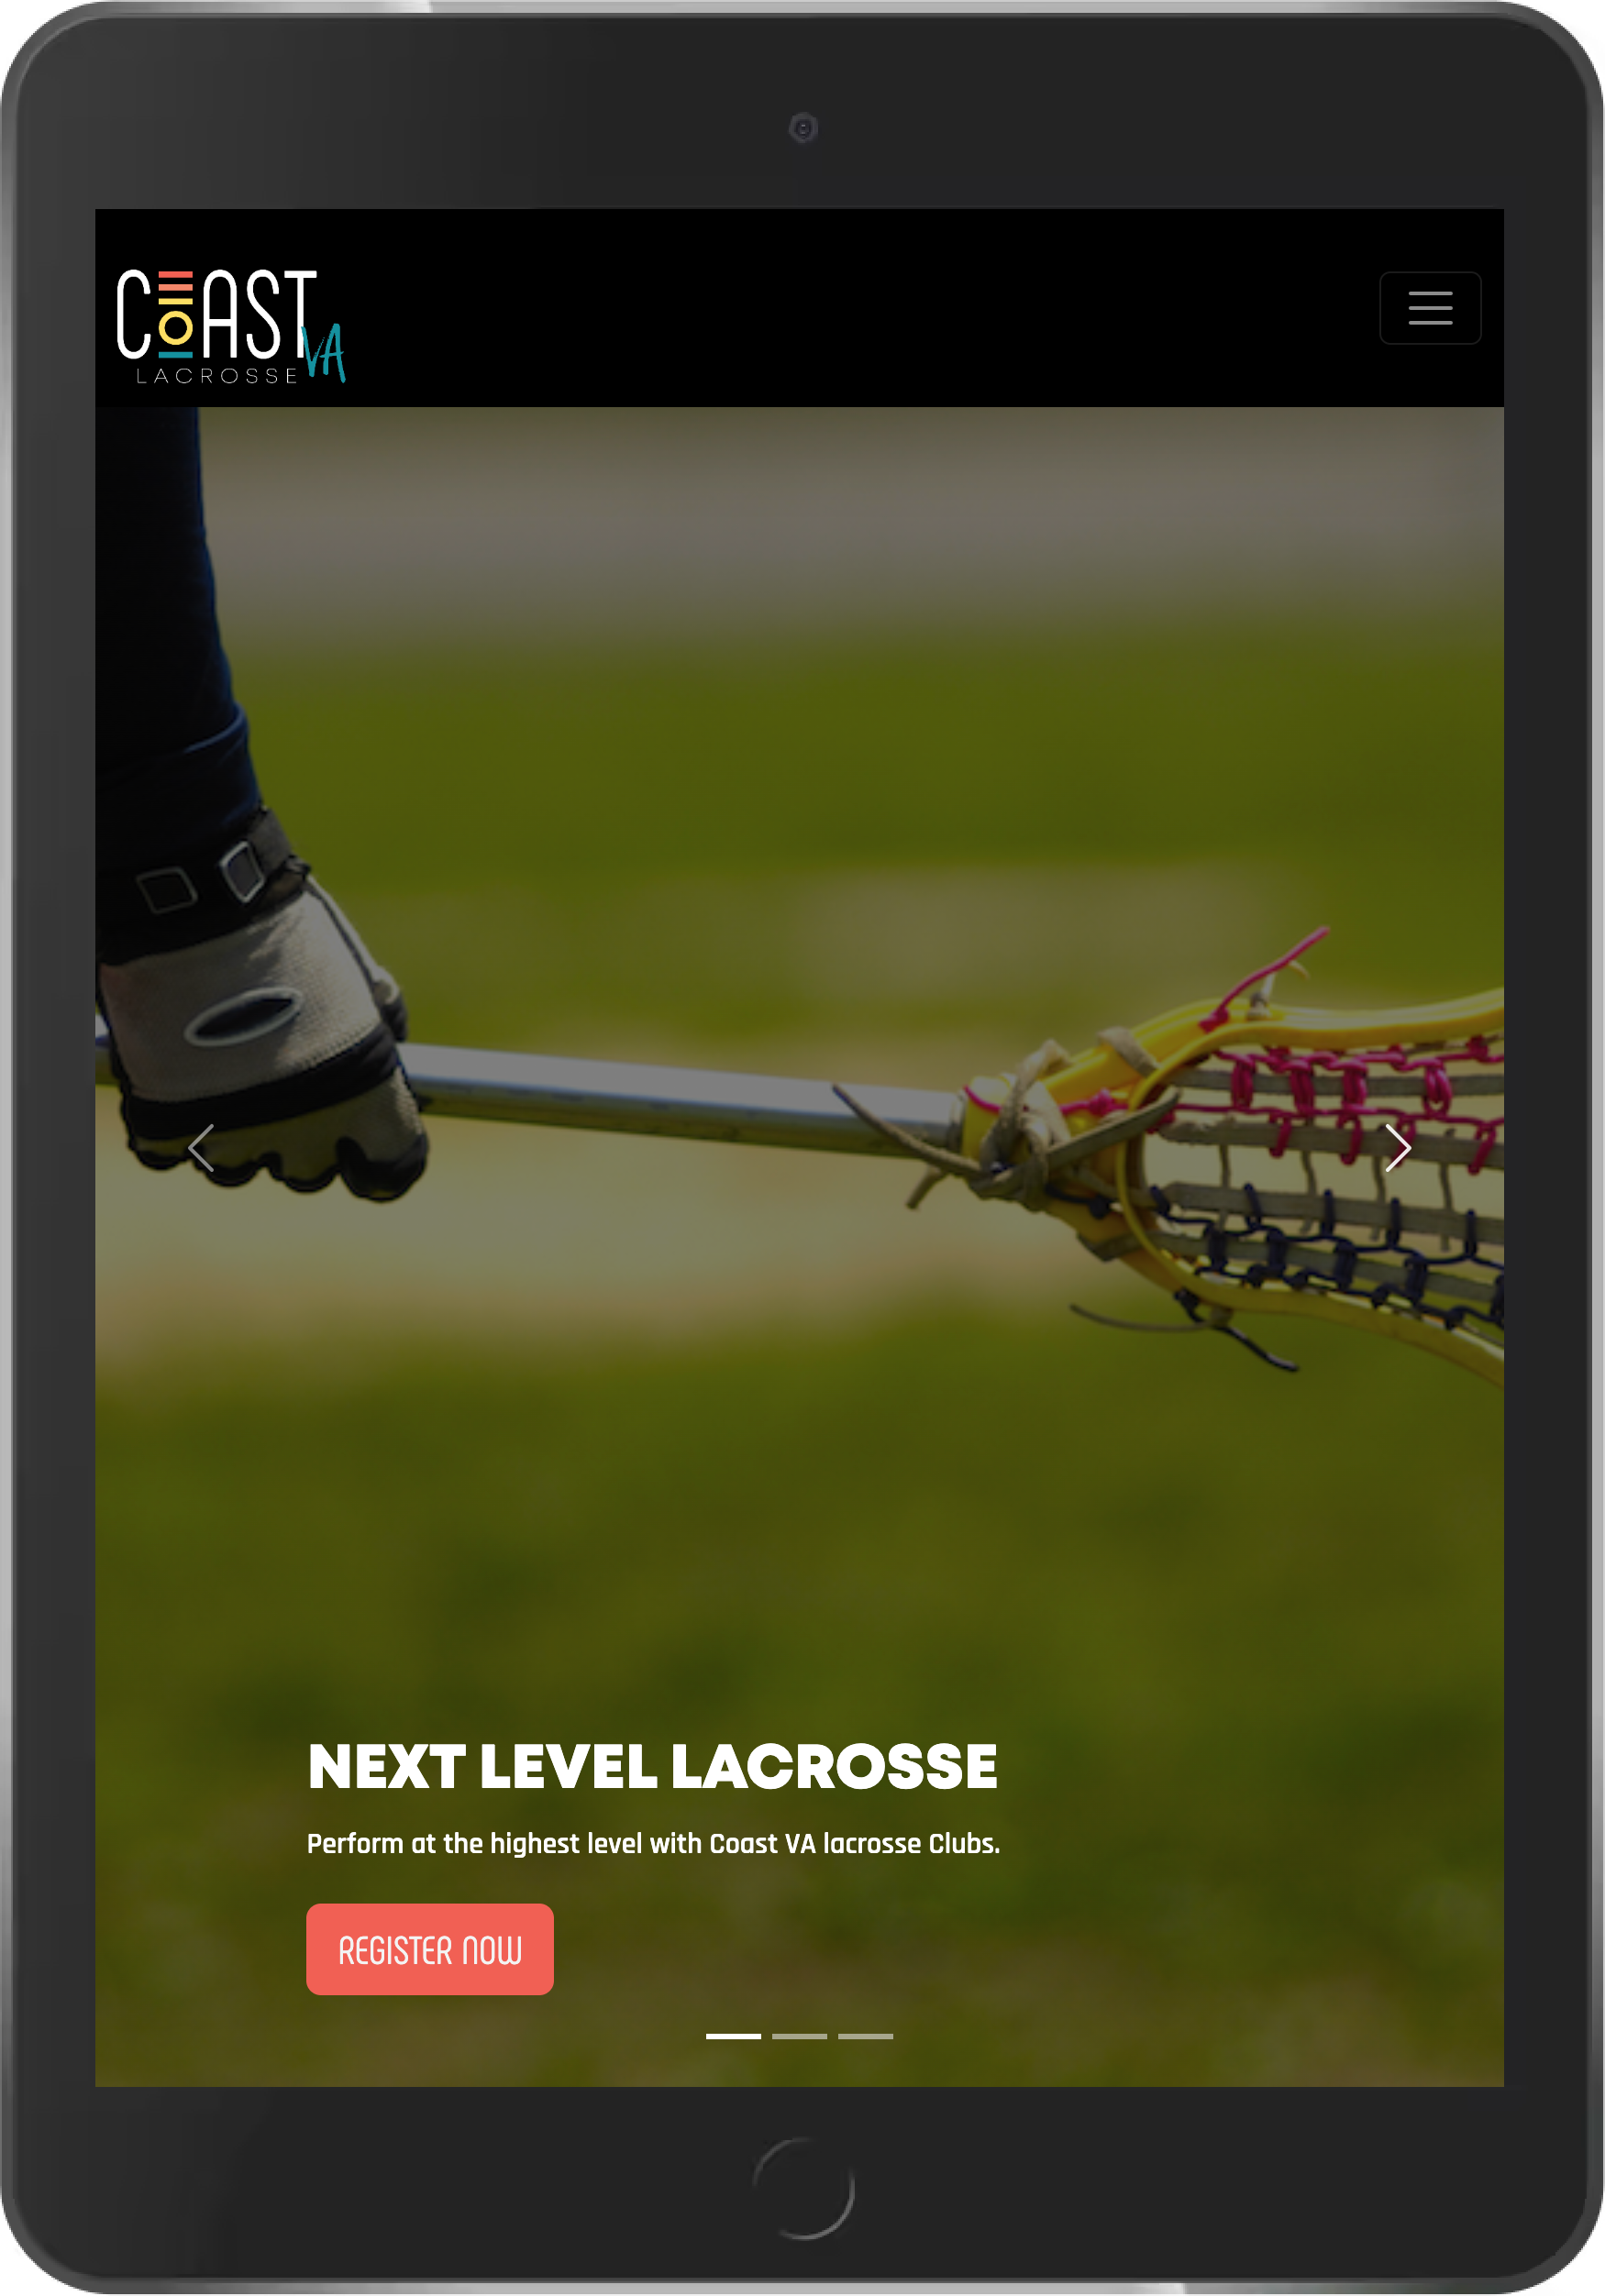 COAST
VA
LACROSSE
NEXT LEVEL LACROSSE
Perform at the highest level with Coast VA lacrosse Clubs.
REGISTER NOW